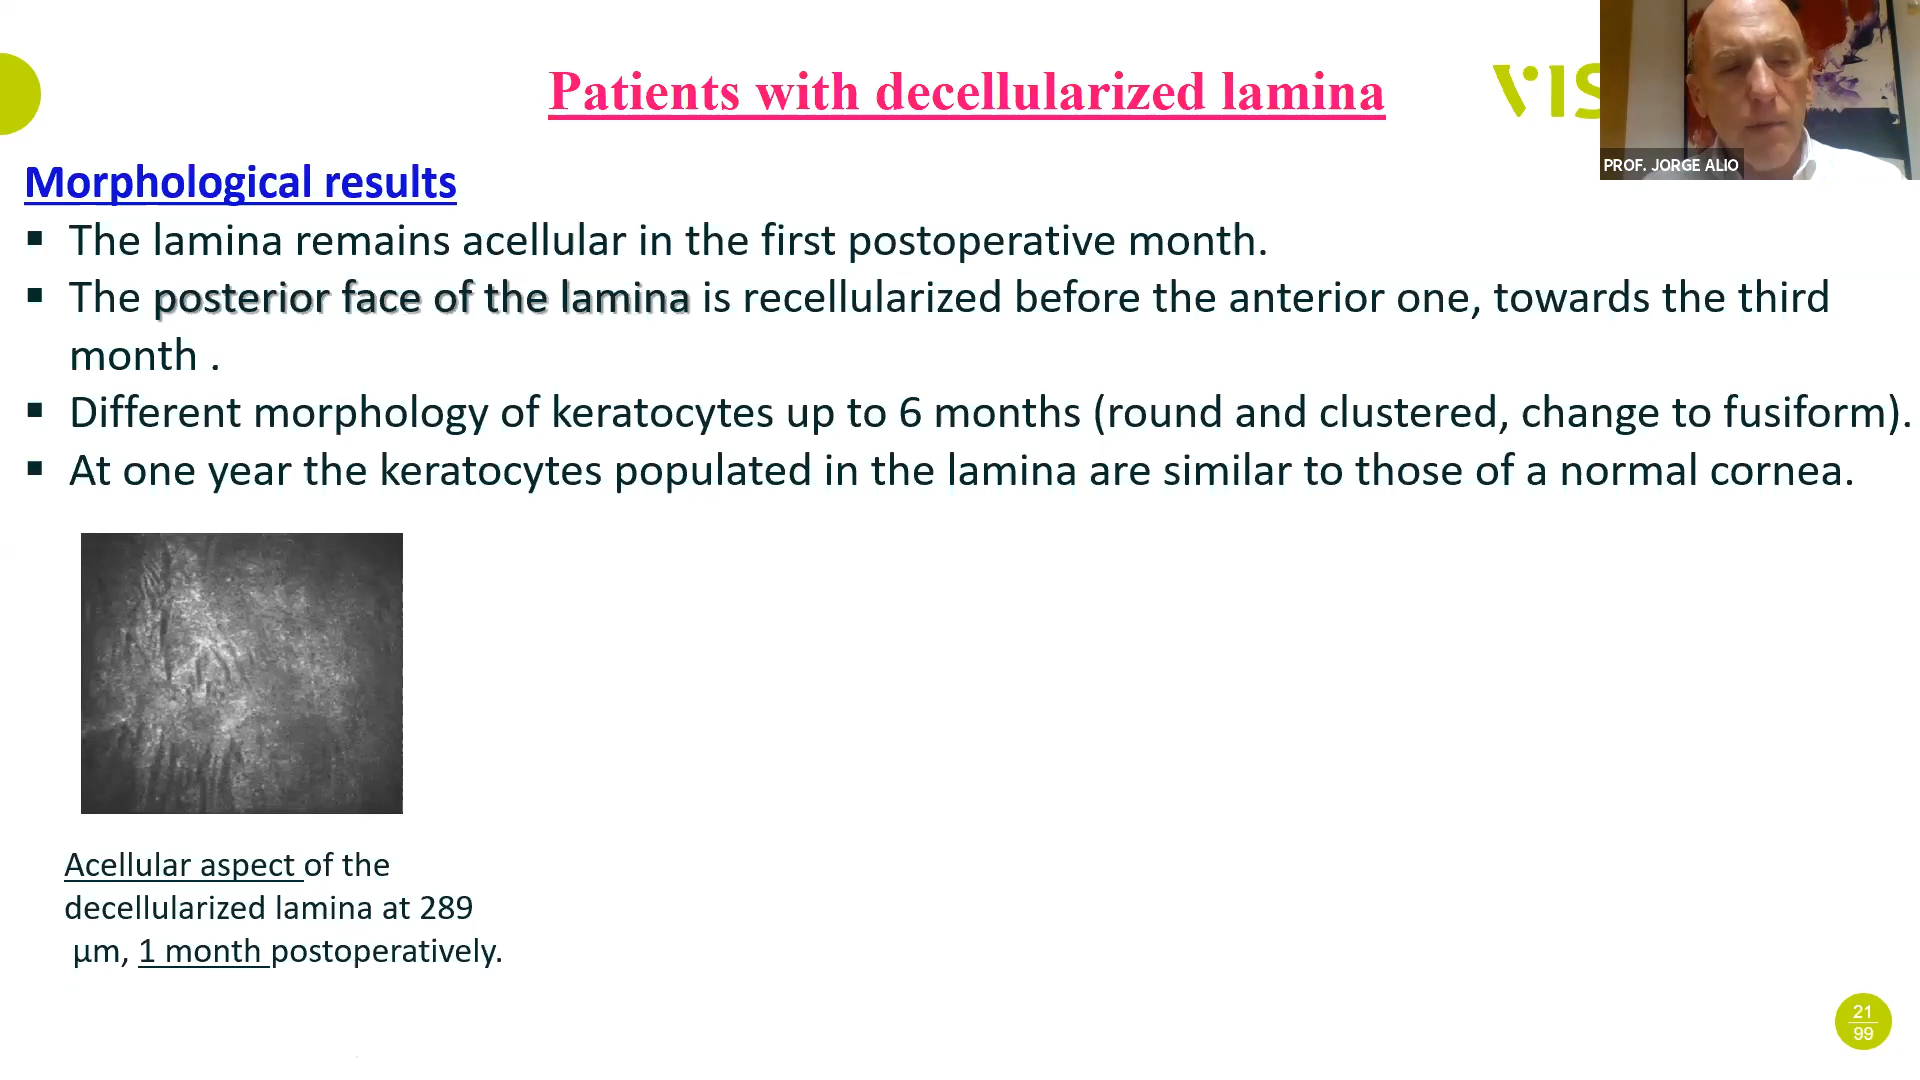 Patients with decellularized lamina
VIS
PROF. JORGE ALIO
Morphological results
▪ The lamina remains acellular in the first postoperative month.
▪ The posterior face of the lamina is recellularized before the anterior one, towards the third
month .
▪ Different morphology of keratocytes up to 6 months (round and clustered, change to fusiform).
▪ At one year the keratocytes populated in the lamina are similar to those of a normal cornea.
Acellular aspect of the
decellularized lamina at 289
µm, 1 month postoperatively.
21
99